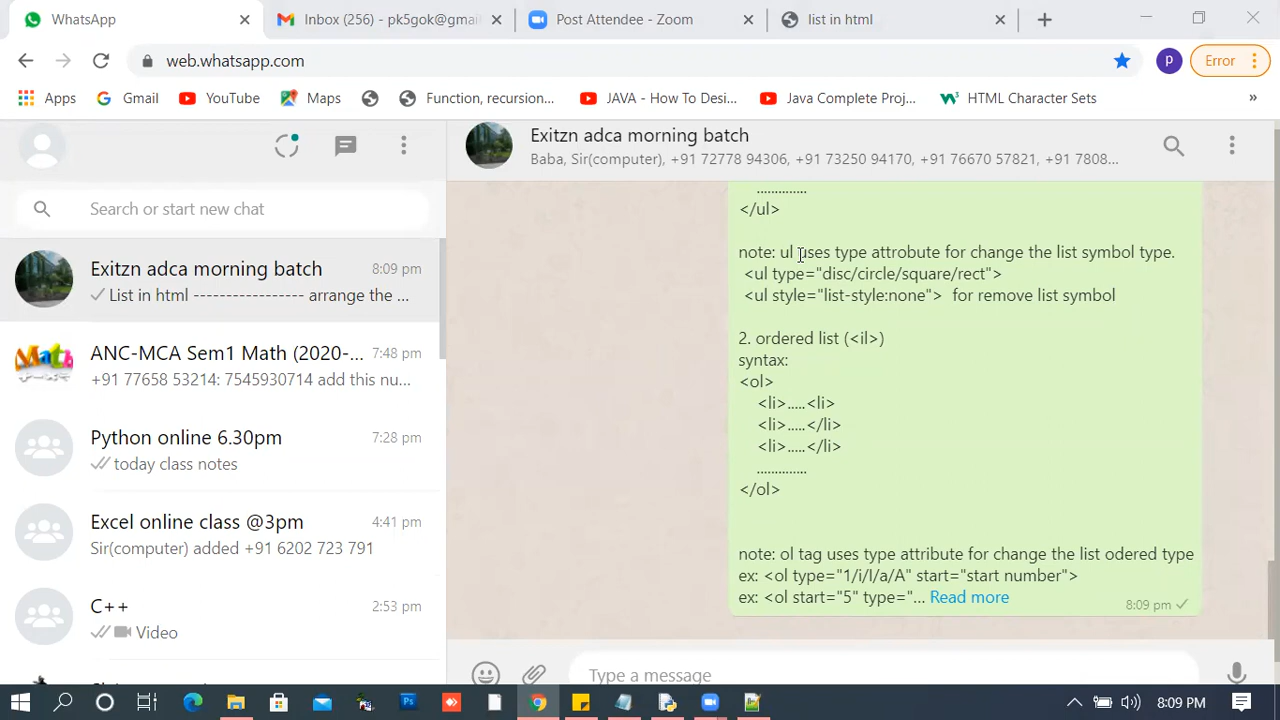 WhatsApp
Inbox (256) - pk5gok@gmail
Post Attendee - Zoom
list in html
web.whatsapp.com
p
Error
Apps
Gmail
YouTube
Maps
Function, recursion...
JAVA - How To Desi...
Java Complete Proj...
HTML Character Sets
»
Exitzn adca morning batch
Baba, Sir(computer), +91 72778 94306, +91 73250 94170, +91 76670 57821, +91 7808...
Search or start new chat
Exitzn adca morning batch
8:09 pm
List in html ----------------- arrange the ...
ANC-MCA Sem1 Math (2020-...
7:48 pm
+91 77658 53214: 7545930714 add this nu...
Math
Python online 6.30pm
7:28 pm
today class notes
Excel online class @3pm
4:41 pm
Sir(computer) added +91 6202 723 791
C++
2:53 pm
Video
..............
</ul>
note: ul uses type attrobute for change the list symbol type.
<ul type="disc/circle/square/rect">
<ul style="list-style:none">  for remove list symbol
2. ordered list (<il>)
syntax:
<ol>
<li>.....<li>
<li>.....</li>
<li>.....</li>
..............
</ol>
note: ol tag uses type attribute for change the list odered type
ex: <ol type="1/i/I/a/A" start="start number">
ex: <ol start="5" type="... Read more
8:09 pm
Type a message
Ps
8:09 PM